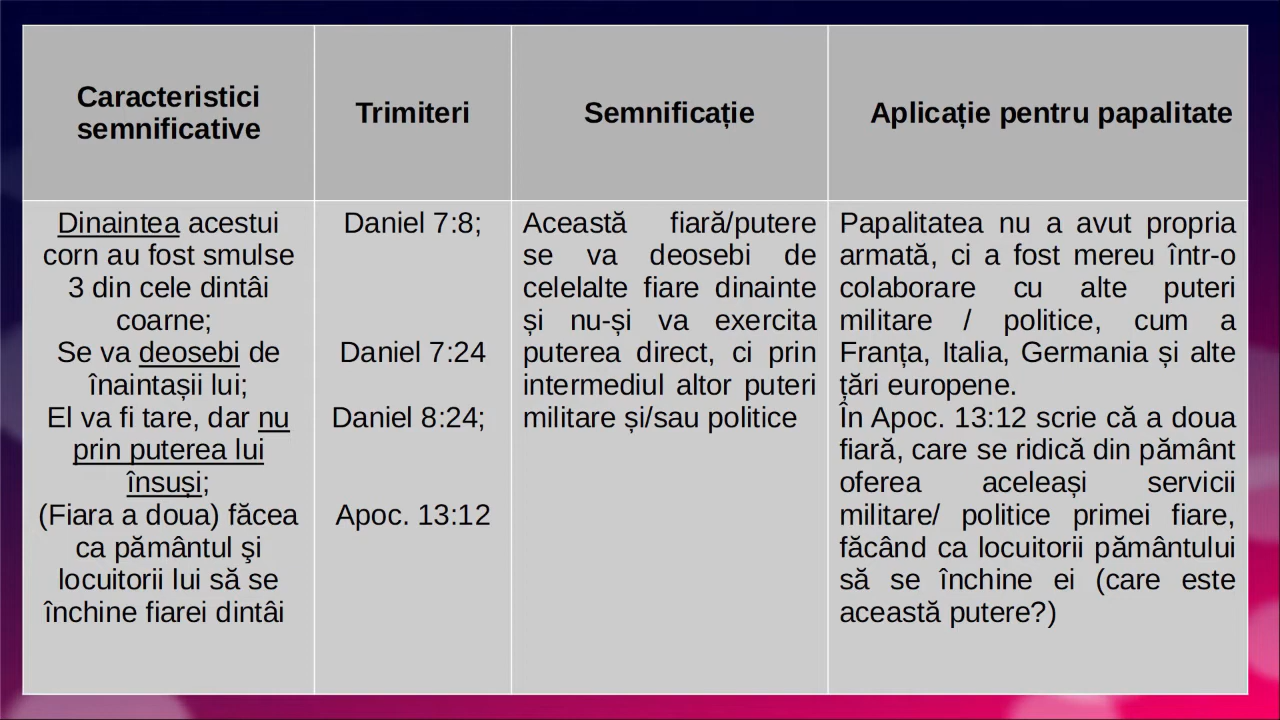 Caracteristici
semnificative
Trimiteri
Semnificație
Aplicație pentru papalitate
Dinaintea acestui
corn au fost smulse
3 din cele dintâi
coarne;
Se va deosebi de
înaintașii lui;
El va fi tare, dar nu
prin puterea lui
însuși;
(Fiara a doua) făcea
ca pământul şi
locuitorii lui să se
închine fiarei dintâi
Daniel 7:8;
Daniel 7:24
Daniel 8:24;
Apoc. 13:12
Această fiară/putere
se va deosebi de
celelalte fiare dinainte
și nu-și va exercita
puterea direct, ci prin
intermediul altor puteri
militare și/sau politice
Papalitatea nu a avut propria
armată, ci a fost mereu într-o
colaborare cu alte puteri
militare / politice, cum a
Franța, Italia, Germania și alte
țări europene.
În Apoc. 13:12 scrie că a doua
fiară, care se ridică din pământ
oferea aceleași servicii
militare/ politice primei fiare,
făcând ca locuitorii pământului
să se închine ei (care este
această putere?)